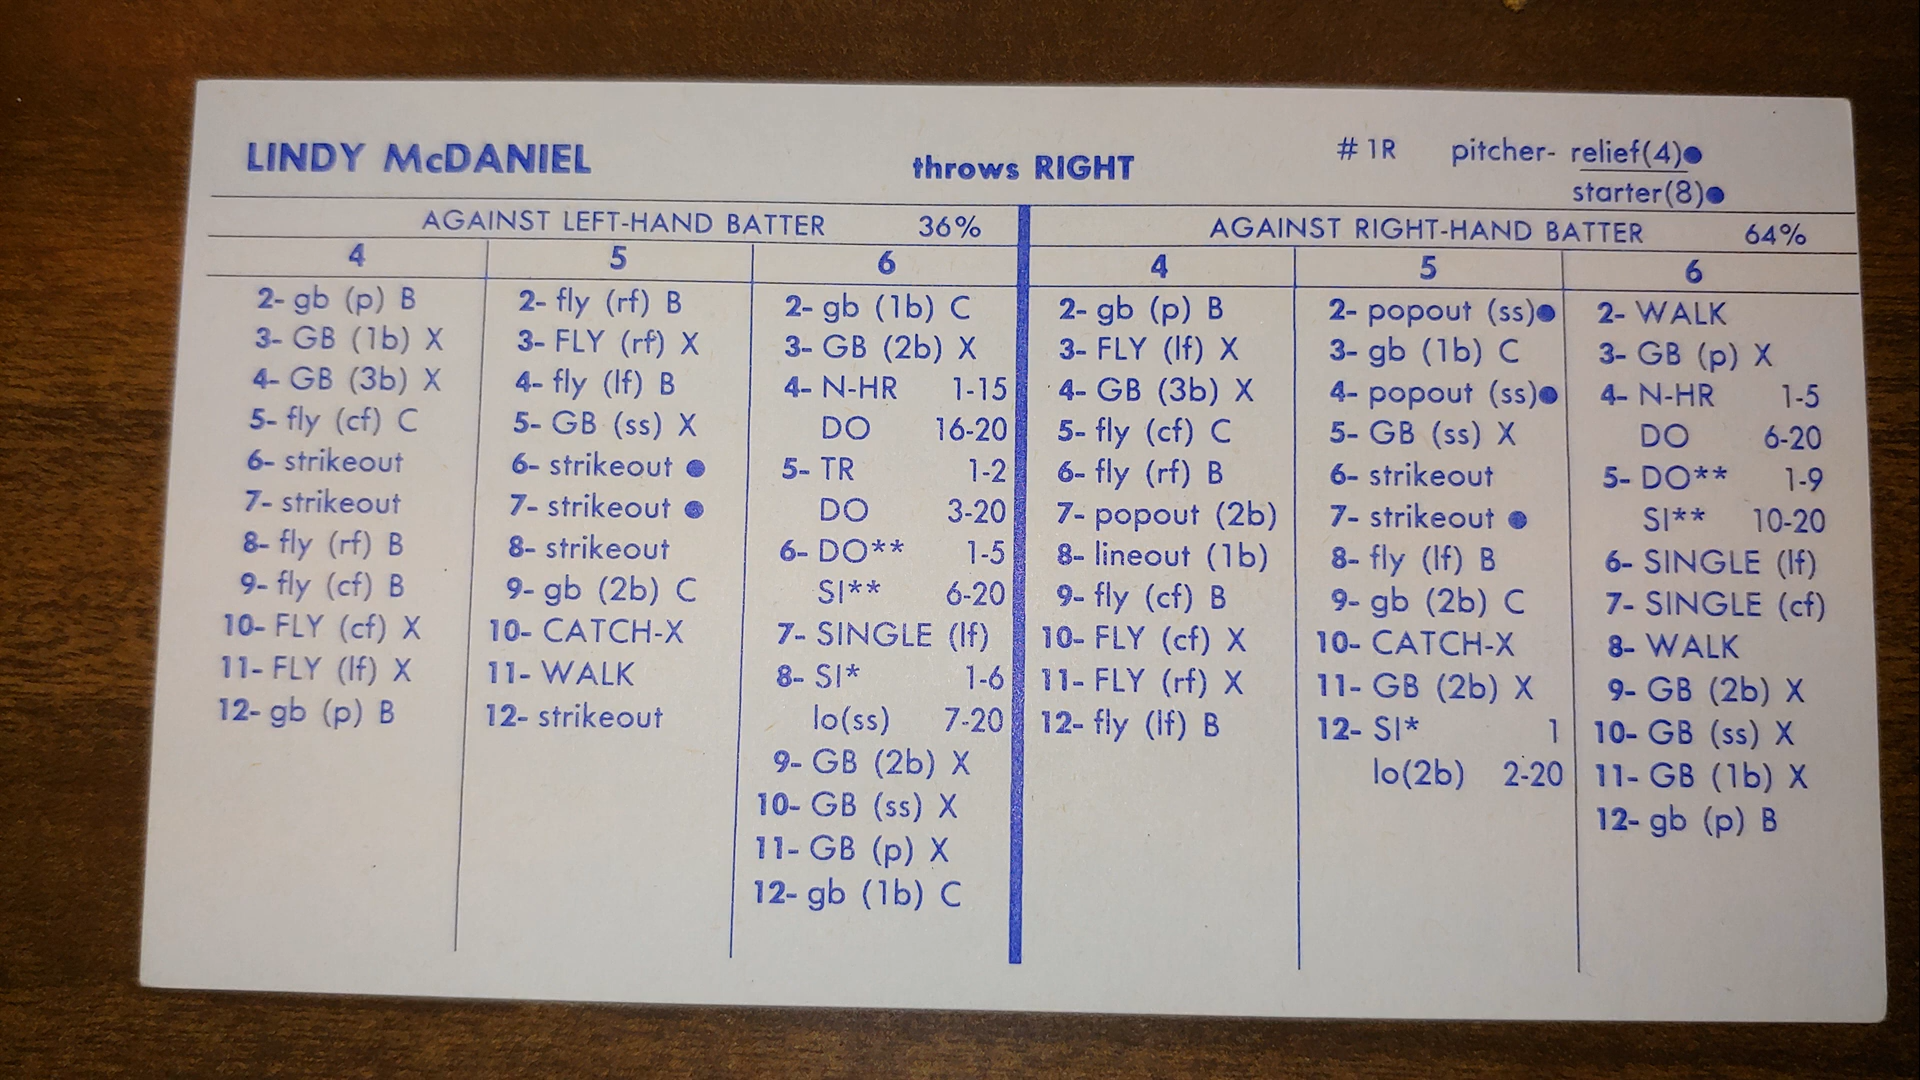 LINDY McDANIEL throws RIGHT #1R pitcher- relief(4)●
starter(8)●
AGAINST LEFT-HAND BATTER 36%
4
2- gb (p) B
3- GB (1b) X
4- GB (3b) X
5- fly (cf) C
6- strikeout
7- strikeout
8- fly (rf) B
9- fly (cf) B
10- FLY (cf) X
11- FLY (lf) X
12- gb (p) B
5
2- fly (rf) B
3- FLY (rf) X
4- fly (lf) B
5- GB (ss) X
6- strikeout ●
7- strikeout ●
8- strikeout
9- gb (2b) C
10- CATCH-X
11- WALK
12- strikeout
6
2- gb (1b) C
3- GB (2b) X
4- N-HR 1-15
DO 16-20
5- TR 1-2
DO 3-20
6- DO** 1-5
SI** 6-20
7- SINGLE (lf)
8- SI* 1-6
lo(ss) 7-20
9- GB (2b) X
10- GB (ss) X
11- GB (p) X
12- gb (1b) C
AGAINST RIGHT-HAND BATTER 64%
4
2- gb (p) B
3- FLY (lf) X
4- GB (3b) X
5- fly (cf) C
6- fly (rf) B
7- popout (2b)
8- lineout (1b)
9- fly (cf) B
10- FLY (cf) X
11- FLY (rf) X
12- fly (lf) B
5
2- popout (ss)●
3- gb (1b) C
4- popout (ss)●
5- GB (ss) X
6- strikeout
7- strikeout ●
8- fly (lf) B
9- gb (2b) C
10- CATCH-X
11- GB (2b) X
12- SI* 1
lo(2b) 2-20
6
2- WALK
3- GB (p) X
4- N-HR 1-5
DO 6-20
5- DO** 1-9
SI** 10-20
6- SINGLE (lf)
7- SINGLE (cf)
8- WALK
9- GB (2b) X
10- GB (ss) X
11- GB (1b) X
12- gb (p) B